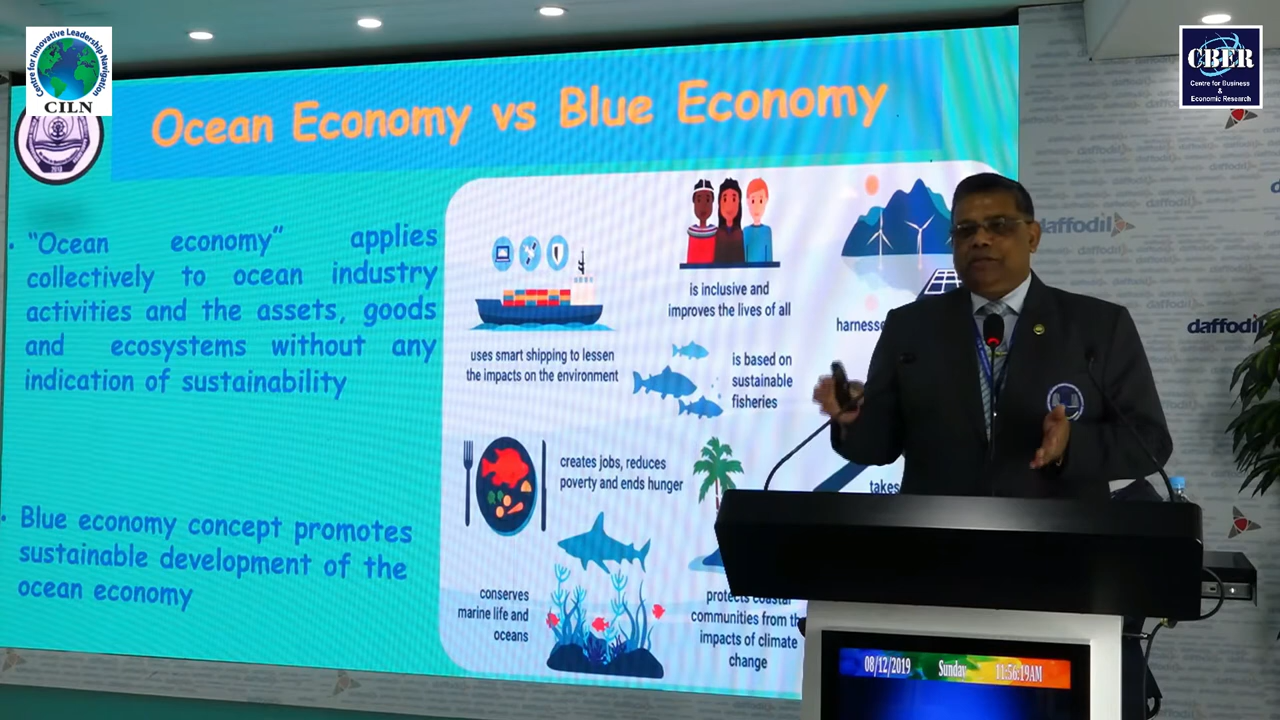 Centre for Innovative Leadership Navigation
CILN
CBER
Centre for Business
&
Economic Research
Ocean Economy vs Blue Economy
2013
• "Ocean economy" applies
collectively to ocean industry
activities and the assets, goods
and ecosystems without any
indication of sustainability
• Blue economy concept promotes
sustainable development of the
ocean economy
is inclusive and
improves the lives of all
uses smart shipping to lessen
the impacts on the environment
is based on
sustainable
fisheries
creates jobs, reduces
poverty and ends hunger
takes
conserves
marine life and
oceans
protects coastal
communities from th
impacts of climate
change
daffodil
daffodil
08/12/2019 Sunday 11:56:19AM